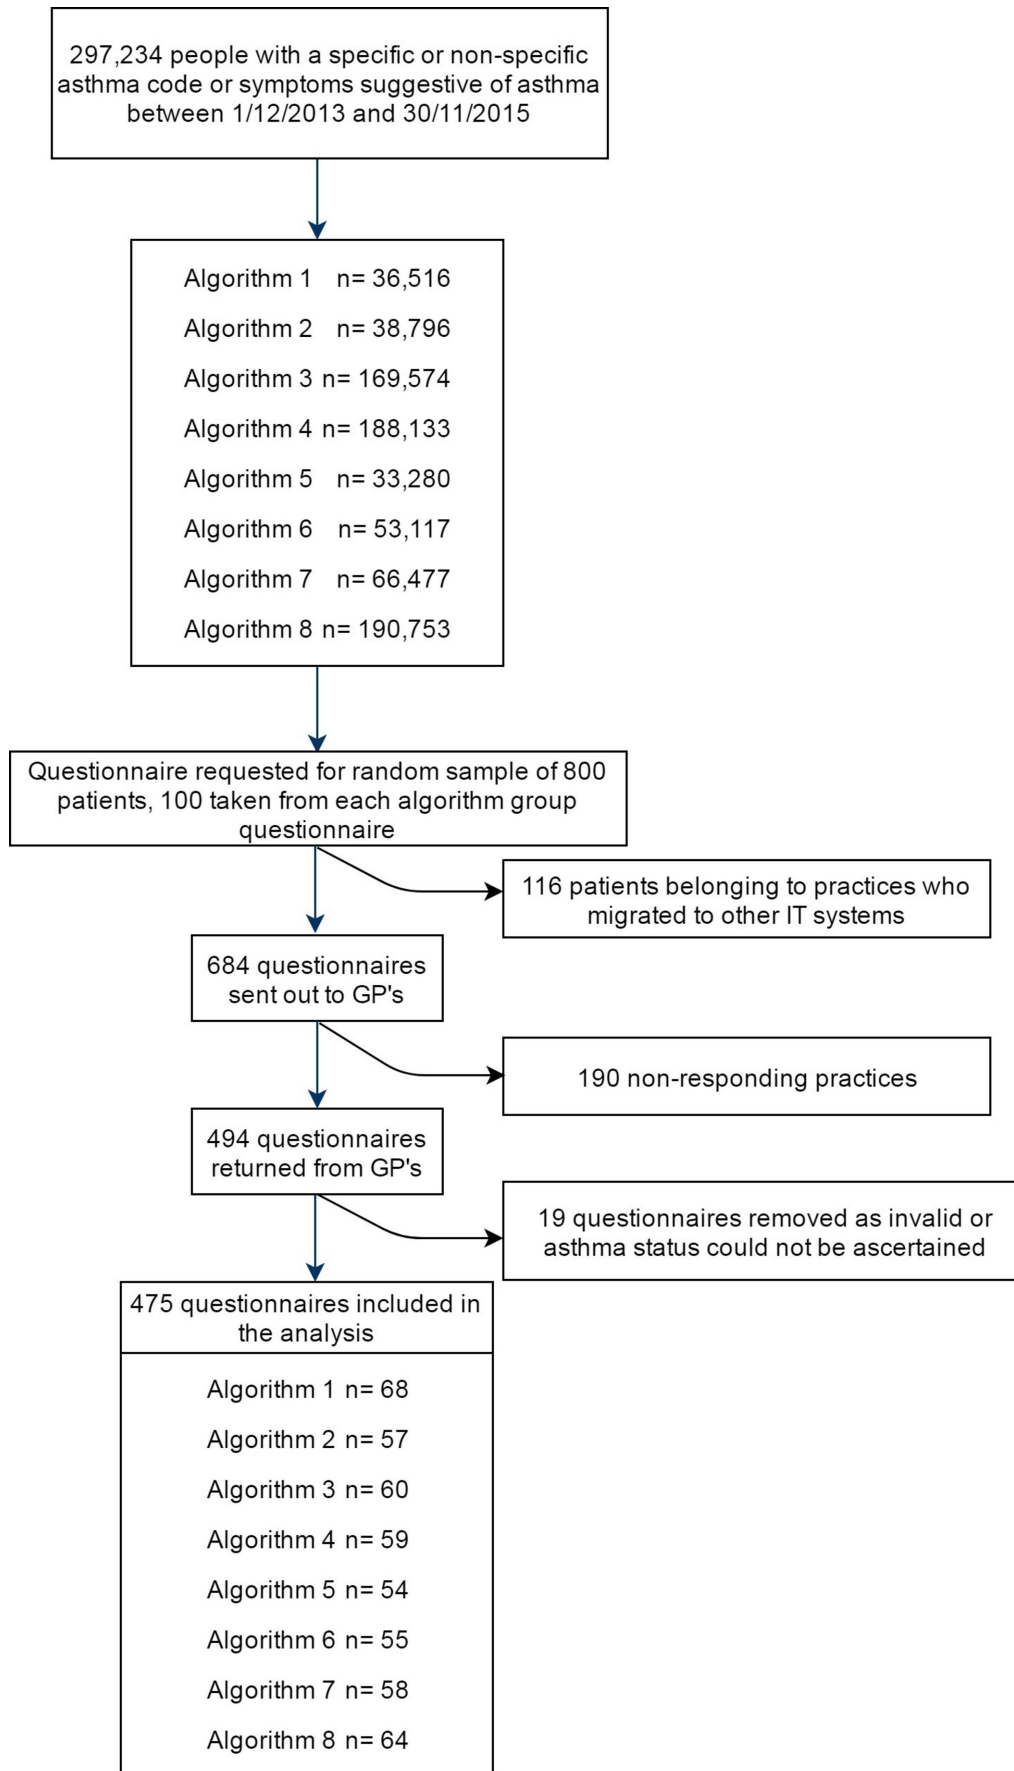 297,234 people with a specific or non-specific
asthma code or symptoms suggestive of asthma
between 1/12/2013 and 30/11/2015
Algorithm 1 n= 36,516
Algorithm 2 n= 38,796
Algorithm 3 n= 169,574
Algorithm 4 n= 188,133
Algorithm 5 n= 33,280
Algorithm 6 n= 53,117
Algorithm 7 n= 66,477
Algorithm 8 n= 190,753
Questionnaire requested for random sample of 800
patients, 100 taken from each algorithm group
questionnaire
116 patients belonging to practices who
migrated to other IT systems
684 questionnaires
sent out to GP's
190 non-responding practices
494 questionnaires
returned from GP's
19 questionnaires removed as invalid or
asthma status could not be ascertained
475 questionnaires included in
the analysis
Algorithm 1 n= 68
Algorithm 2 n= 57
Algorithm 3 n= 60
Algorithm 4 n= 59
Algorithm 5 n= 54
Algorithm 6 n= 55
Algorithm 7 n= 58
Algorithm 8 n= 64